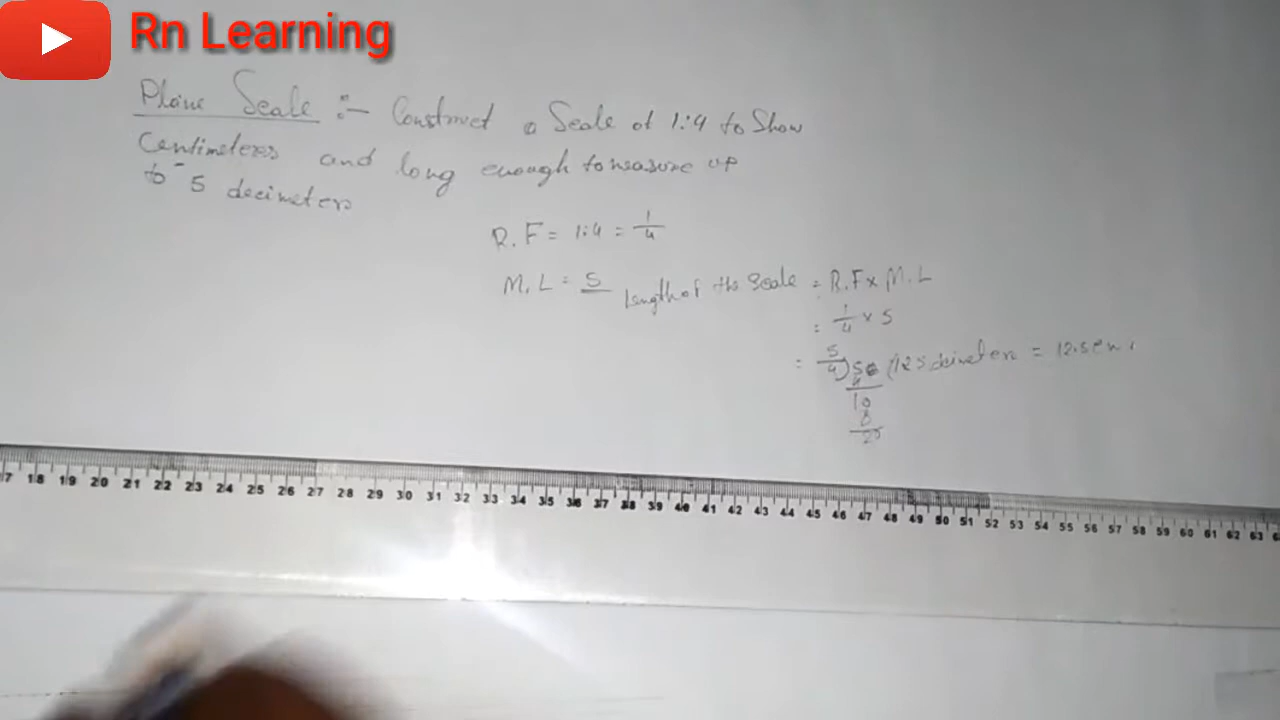 Rn Learning
Plane Scale :- Construct a Scale of 1:4 to Show
Centimeters and long enough to measure up
to 5 decimeters
R.F = 1:4 = 1/4
M.L = 5
Length of the Scale = R.F x M.L
= 1/4 x 5
= 5/4 = 12.5cm
4
10
8
20
17 18 19 20 21 22 23 24 25 26 27 28 29 30 31 32 33 34 35 36 37 38 39 40 41 42 43 44 45 46 47 48 49 50 51 52 53 54 55 56 57 58 59 60 61 62 63